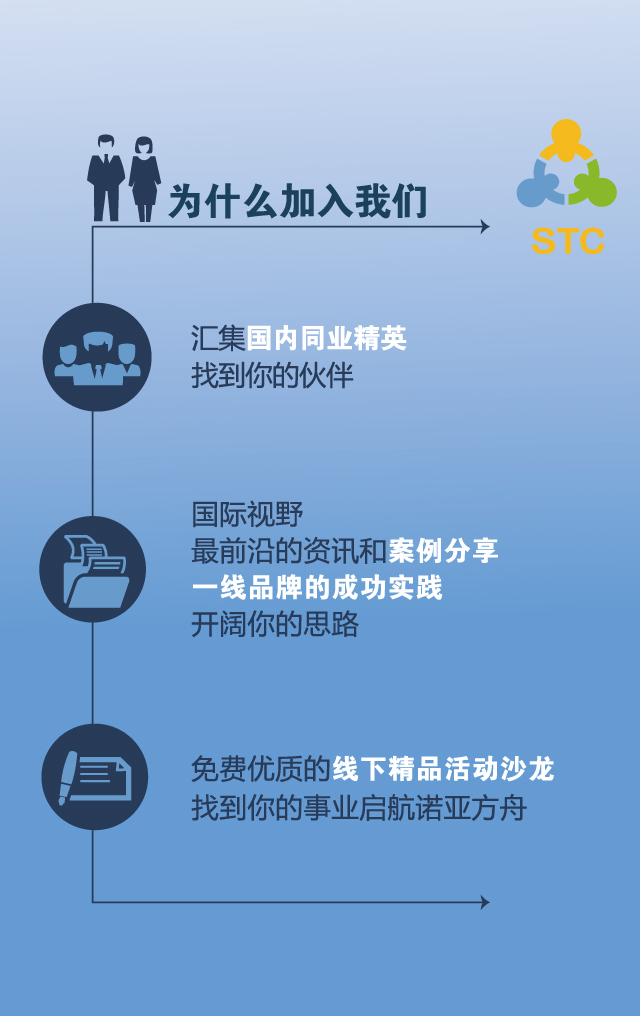 为什么加入我们
STC
汇集国内同业精英
找到你的伙伴
国际视野
最前沿的资讯和案例分享
一线品牌的成功实践
开阔你的思路
免费优质的线下精品活动沙龙
找到你的事业启航诺亚方舟